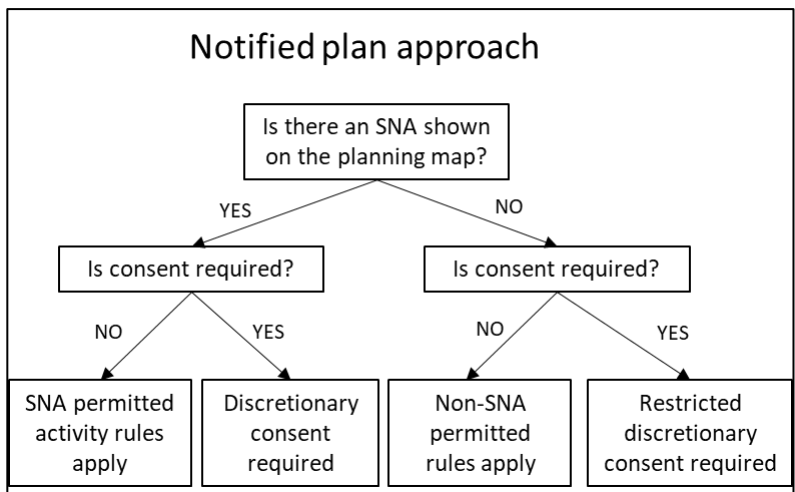 Notified plan approach
Is there an SNA shown
on the planning map?
YES
NO
Is consent required?
Is consent required?
NO
YES
NO
YES
SNA permitted
activity rules
apply
Discretionary
consent
required
Non-SNA
permitted
rules apply
Restricted
discretionary
consent required